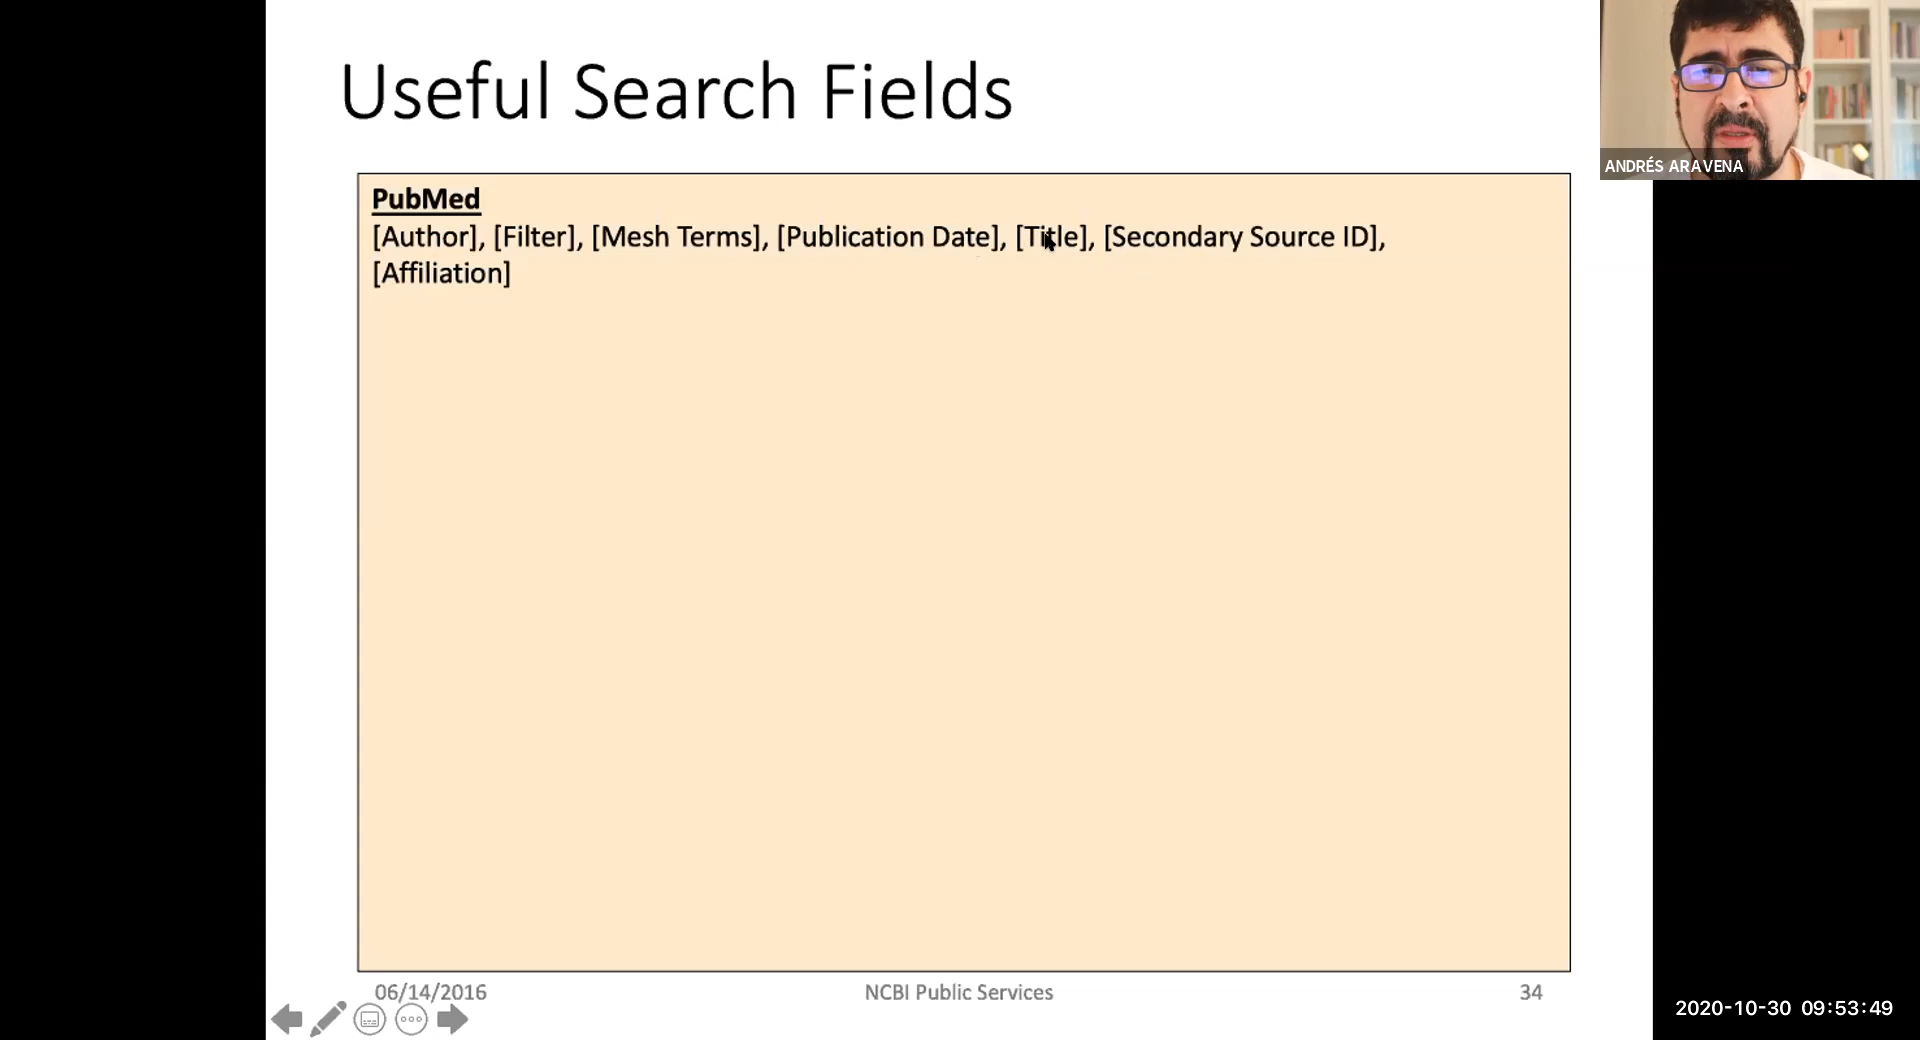 Useful Search Fields
ANDRÉS ARAVENA
PubMed
[Author], [Filter], [Mesh Terms], [Publication Date], [Title], [Secondary Source ID],
[Affiliation]
06/14/2016
NCBI Public Services
34
2020-10-30 09:53:49